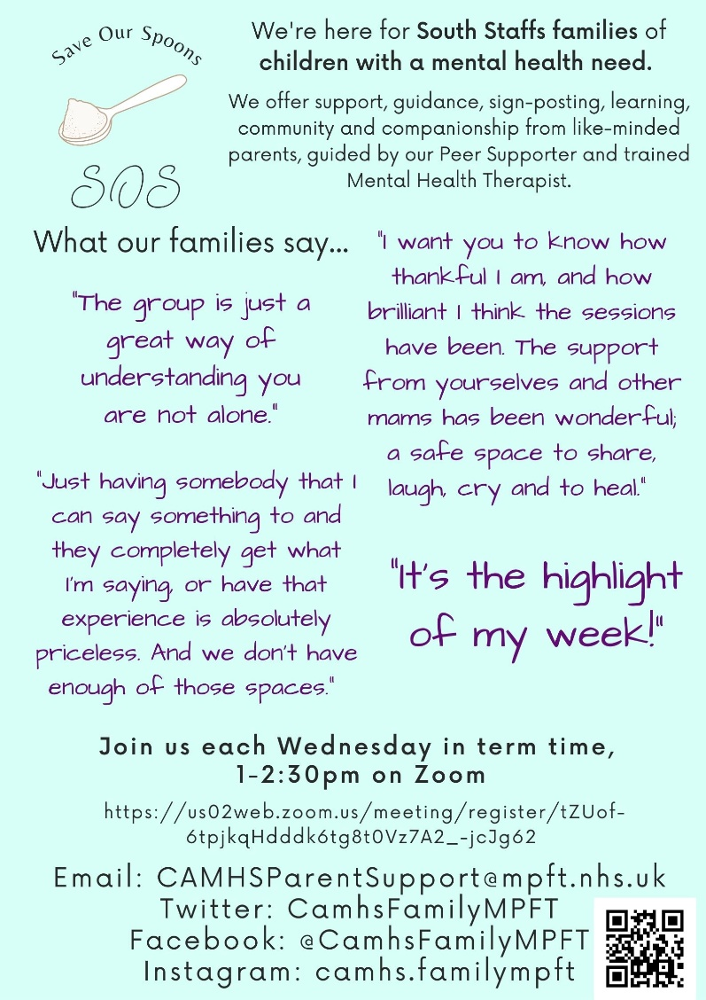 Save Our Spoons
SOS
We're here for South Staffs families of
children with a mental health need.
We offer support, guidance, sign-posting, learning,
community and companionship from like-minded
parents, guided by our Peer Supporter and trained
Mental Health Therapist.
What our families say...
"The group is just a
great way of
understanding you
are not alone."
"Just having somebody that I
can say something to and
they completely get what
I'm saying, or have that
experience is absolutely
priceless. And we don't have
enough of those spaces."
"I want you to know how
thankful I am, and how
brilliant I think the sessions
have been. The support
from yourselves and other
mams has been wonderful;
a safe space to share,
laugh, cry and to heal."
"It's the highlight
of my week!"
Join us each Wednesday in term time,
1-2:30pm on Zoom
https://us02web.zoom.us/meeting/register/tZUof-
6tpjkqHdddk6tg8t0Vz7A2_-jcJg62
Email: CAMHSParentSupport@mpft.nhs.uk
Twitter: CamhsFamilyMPFT
Facebook: @CamhsFamilyMPFT
Instagram: camhs.familympft